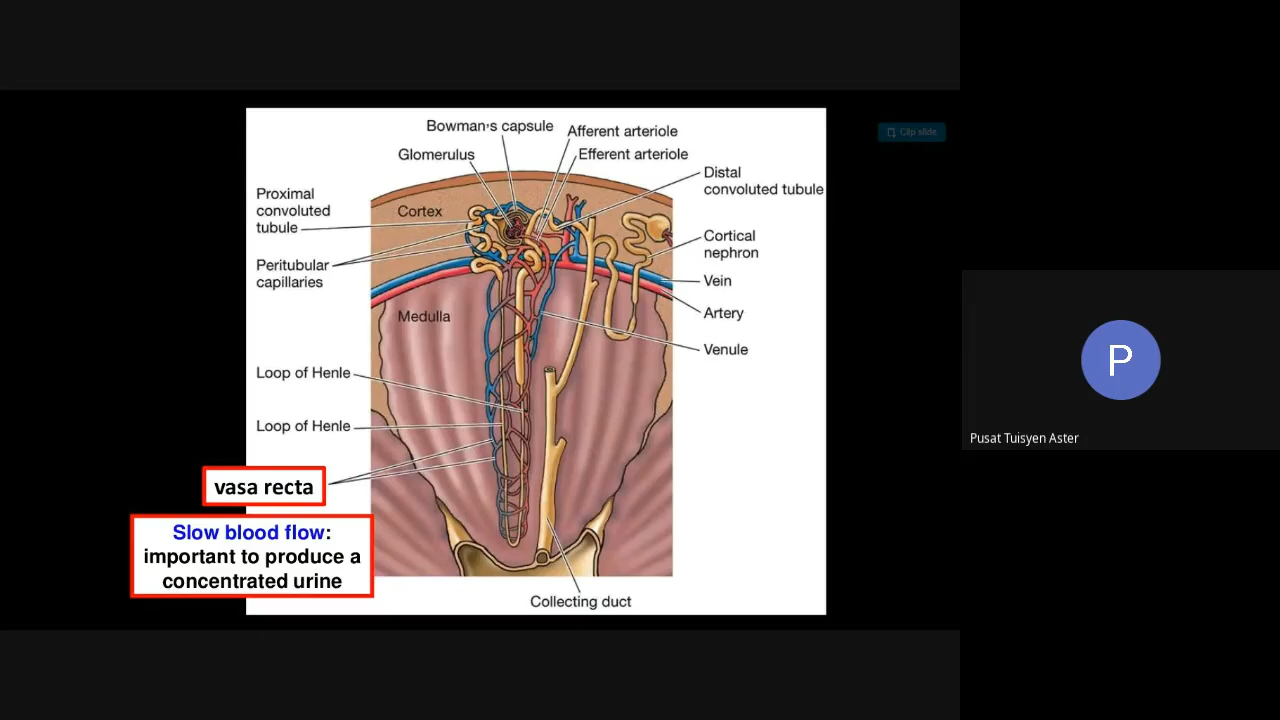 Bowman's capsule
Afferent arteriole
Glomerulus
Efferent arteriole
Distal
convoluted tubule
Proximal
convoluted
tubule
Cortex
Cortical
nephron
Peritubular
capillaries
Vein
Medulla
Artery
Venule
Loop of Henle
Loop of Henle
vasa recta
Slow blood flow:
important to produce a
concentrated urine
Collecting duct
Clip slide
P
Pusat Tuisyen Aster